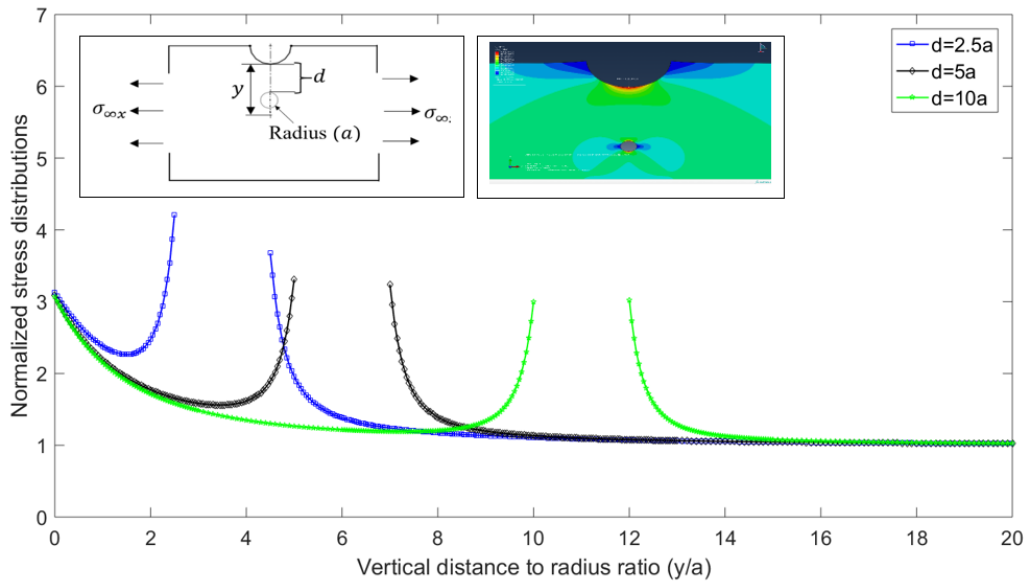 7
6
5
4
3
2
1
0
Normalized stress distributions
0 2 4 6 8 10 12 14 16 18 20
Vertical distance to radius ratio (y/a)
d=2.5a
d=5a
d=10a
y
d
σ∞x
σ∞
Radius (a)